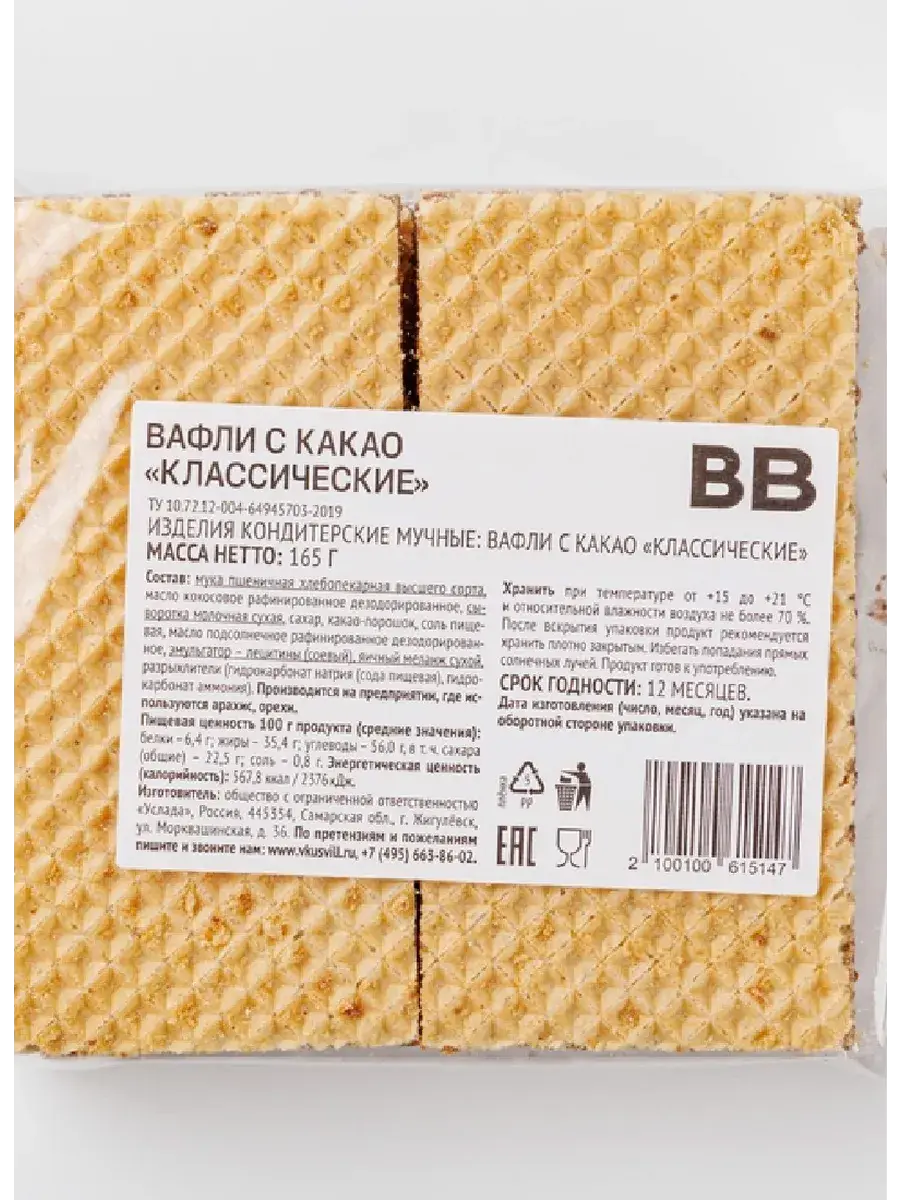 ВАФЛИ С КАКАО
«КЛАССИЧЕСКИЕ»
ВВ
ТУ 10.72.12-004-64945703-2019
ИЗДЕЛИЯ КОНДИТЕРСКИЕ МУЧНЫЕ: ВАФЛИ С КАКАО «КЛАССИЧЕСКИЕ»
МАССА НЕТТО: 165 Г
Состав: мука пшеничная хлебопекарная высшего сорта,
масло кокосовое рафинированное дезодорированное, сы-
воротка молочная сухая, сахар, какао-порошок, соль пище-
вая, масло подсолнечное рафинированное дезодорирован-
ное, эмульгатор – лецитины (соевый), яичный меланж сухой,
разрыхлители (гидрокарбонат натрия (сода пищевая), гидро-
карбонат аммония). Производится на предприятии, где ис-
пользуются арахис, орехи.
Пищевая ценность 100 г продукта (средние значения):
белки – 6,4 г; жиры – 35,4 г; углеводы – 56,0 г, в т. ч. сахара
(общие) – 22,5 г; соль – 0,8 г. Энергетическая ценность
(калорийность): 567,8 ккал / 2376 кДж.
Изготовитель: общество с ограниченной ответственностью
«Услада», Россия, 445354, Самарская обл., г. Жигулёвск,
ул. Морквашинская, д. 36. По претензиям и пожеланиям
пишите и звоните нам: www.vkusvill.ru, +7 (495) 663-86-02.
Хранить при температуре от +15 до +21 °С
и относительной влажности воздуха не более 70 %.
После вскрытия упаковки продукт рекомендуется
хранить плотно закрытым. Избегать попадания прямых
солнечных лучей. Продукт готов к употреблению.
СРОК ГОДНОСТИ: 12 МЕСЯЦЕВ.
Дата изготовления (число, месяц, год) указана на
оборотной стороне упаковки.
5
PP
EAC
2 100100 615147